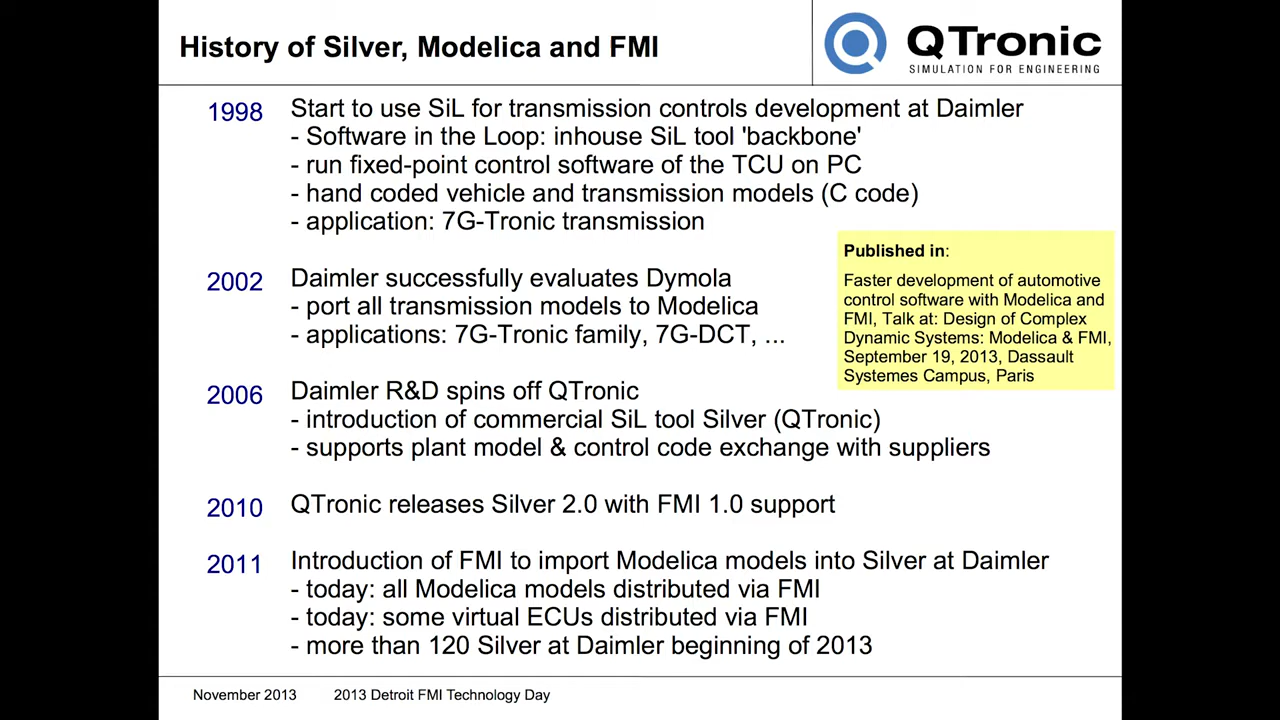 History of Silver, Modelica and FMI
QTronic
SIMULATION FOR ENGINEERING
1998 Start to use SiL for transmission controls development at Daimler
- Software in the Loop: inhouse SiL tool 'backbone'
- run fixed-point control software of the TCU on PC
- hand coded vehicle and transmission models (C code)
- application: 7G-Tronic transmission
2002 Daimler successfully evaluates Dymola
- port all transmission models to Modelica
- applications: 7G-Tronic family, 7G-DCT, ...
Published in:
Faster development of automotive
control software with Modelica and
FMI, Talk at: Design of Complex
Dynamic Systems: Modelica & FMI,
September 19, 2013, Dassault
Systemes Campus, Paris
2006 Daimler R&D spins off QTronic
- introduction of commercial SiL tool Silver (QTronic)
- supports plant model & control code exchange with suppliers
2010 QTronic releases Silver 2.0 with FMI 1.0 support
2011 Introduction of FMI to import Modelica models into Silver at Daimler
- today: all Modelica models distributed via FMI
- today: some virtual ECUs distributed via FMI
- more than 120 Silver at Daimler beginning of 2013
November 2013 2013 Detroit FMI Technology Day